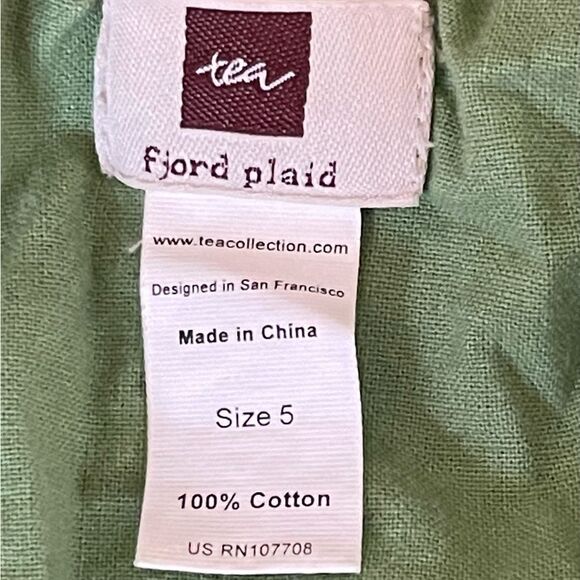 tea
fjord plaid
www.teacollection.com
Designed in San Francisco
Made in China
Size 5
100% Cotton
US RN107708